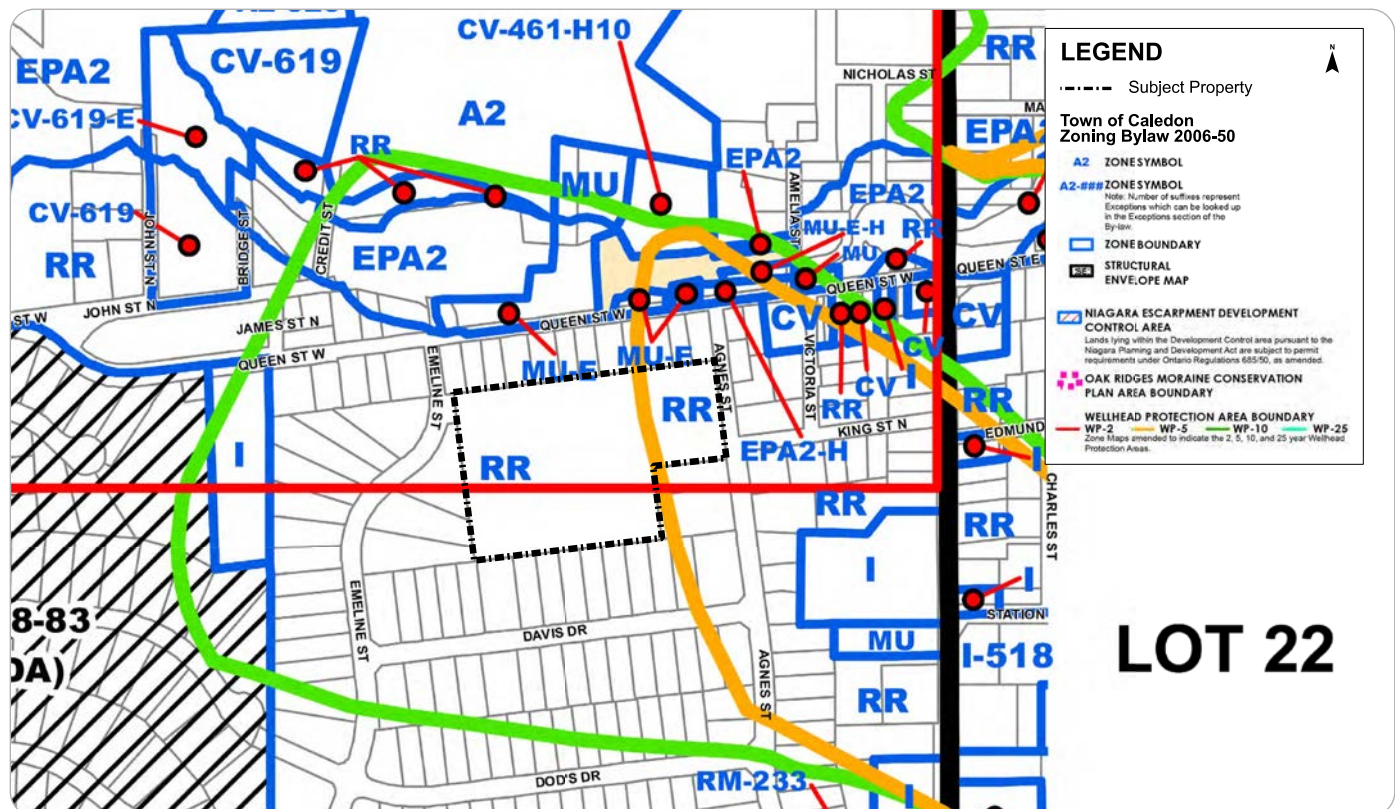 CV-461-H10
EPA2
CV-619
RR
NICHOLAS ST
A2
CV-619-E
RR
EPA2
EPA2
MU
AMELIA ST
EPA2
CV-619
JOHN ST N
BRIDGE ST
CREDIT ST
MU-E-H
RR
MU
RR
EPA2
QUEEN ST W
QUEEN ST E
JOHN ST N
ST W
JAMES ST N
QUEEN ST W
CV
CV
QUEEN ST W
MU-E
MU-E
EMELINE ST
AGNES ST
VICTORIA ST
CV
I
CV
RR
RR
RR
KING ST N
EDMUND
I
EPA2-H
I
RR
RR
RR
CHARLES ST
I
I
STATION
8-83
DA)
EMELINE ST
DAVIS DR
MU
I-518
AGNES ST
RR
DOD'S DR
RM-233
I
LEGEND
N
Subject Property
Town of Caledon
Zoning Bylaw 2006-50
A2 ZONE SYMBOL
A2-### ZONE SYMBOL
Note: Number of suffixes represent
Exceptions which can be looked up
in the Exceptions section of the
By-law.
ZONE BOUNDARY
SE STRUCTURAL
ENVELOPE MAP
NIAGARA ESCARPMENT DEVELOPMENT
CONTROL AREA
Lands lying within the Development Control area pursuant to the
Niagara Planning and Development Act are subject to permit
requirements under Ontario Regulations 685/50, as amended.
OAK RIDGES MORAINE CONSERVATION
PLAN AREA BOUNDARY
WELLHEAD PROTECTION AREA BOUNDARY
WP-2 WP-5 WP-10 WP-25
Zone Maps amended to indicate the 2, 5, 10, and 25 year Wellhead
Protection Areas.
LOT 22